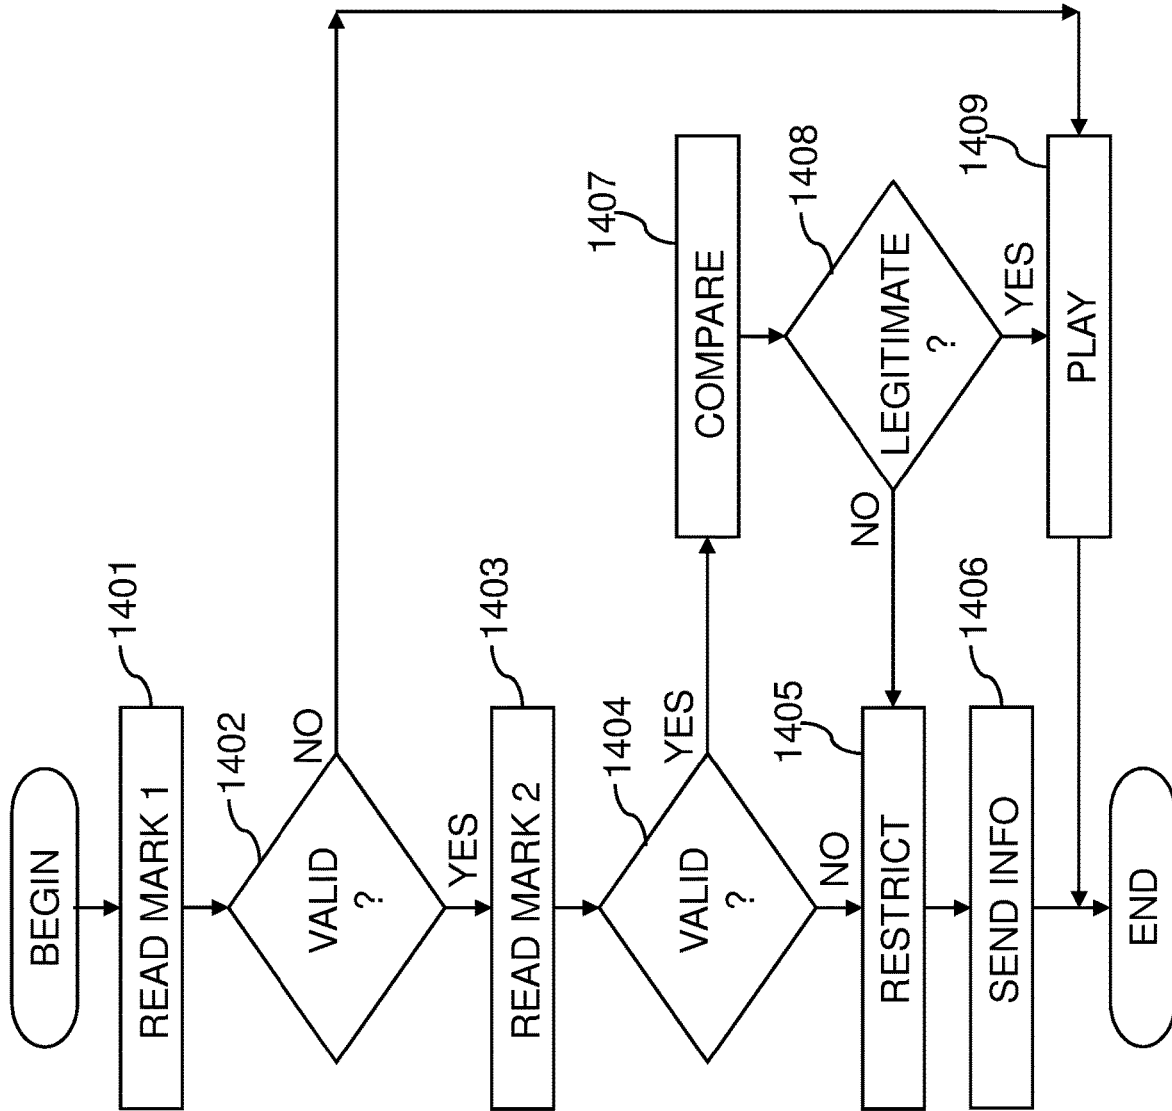 BEGIN
READ MARK 1
1401
VALID
?
1402
NO
YES
READ MARK 2
1403
VALID
?
1404
YES
NO
RESTRICT
1405
SEND INFO
1406
END
COMPARE
1407
LEGITIMATE
?
1408
NO
YES
PLAY
1409